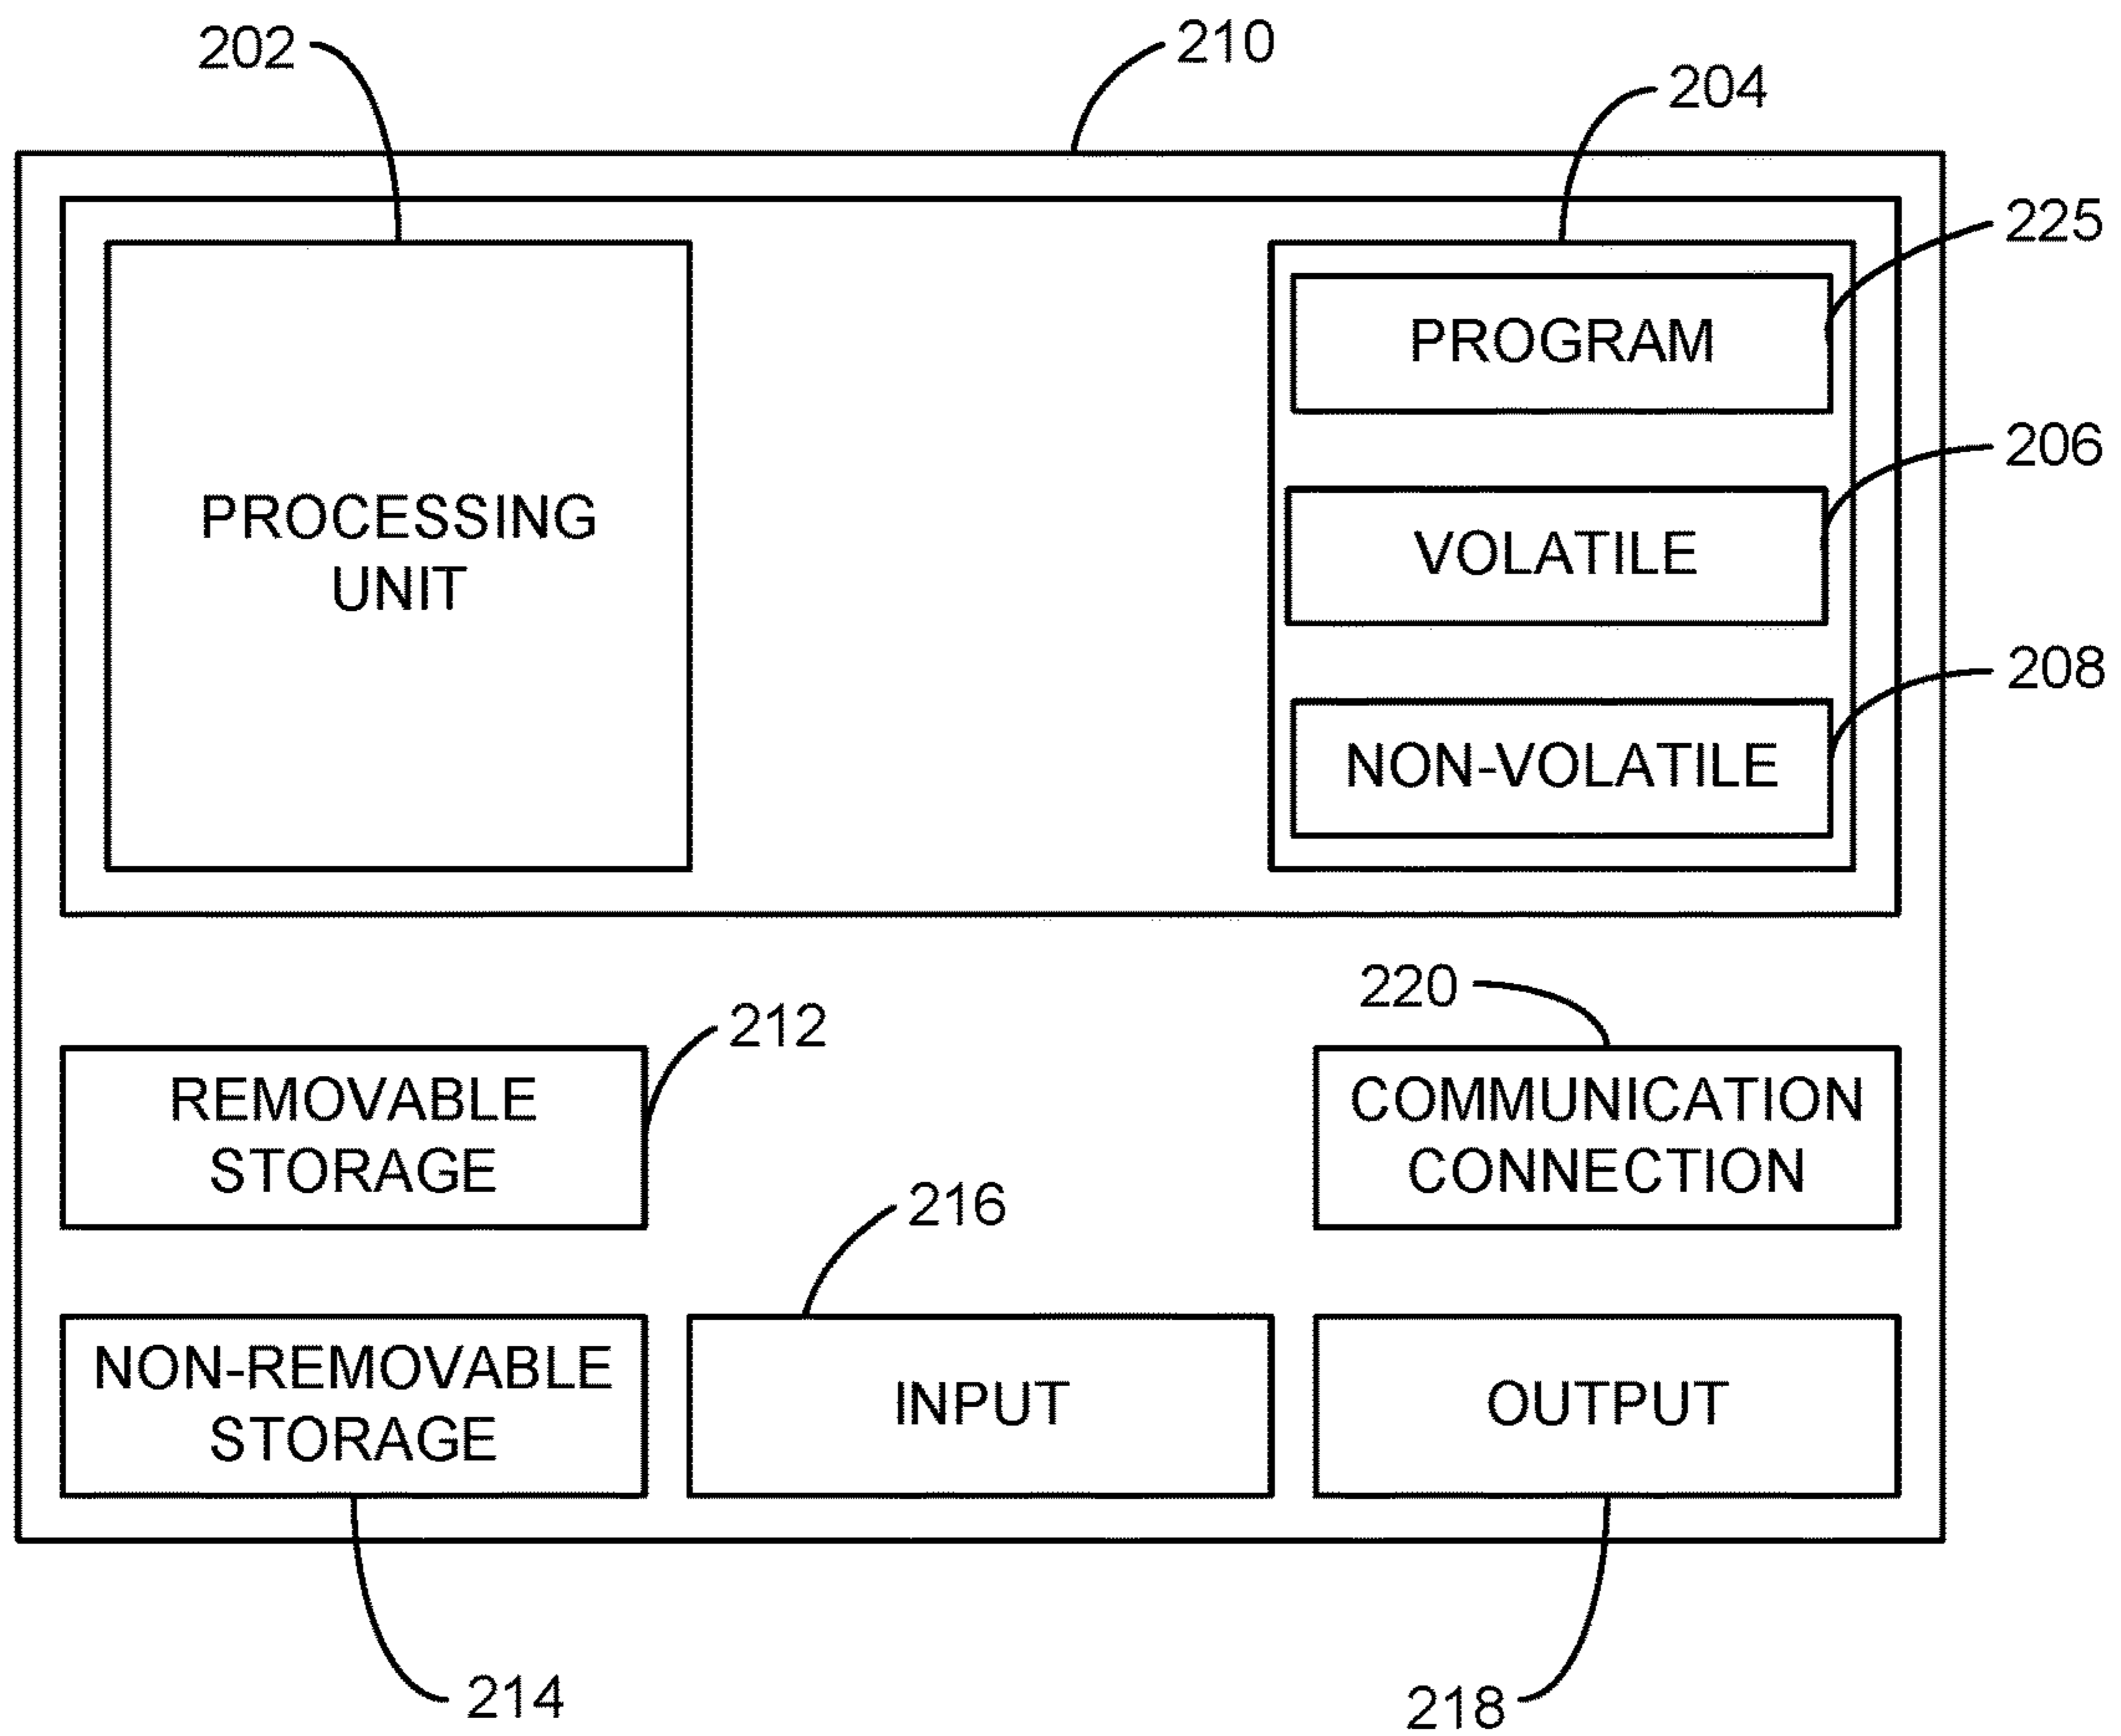 202
210
204
225
PROGRAM
206
PROCESSING
UNIT
VOLATILE
208
NON-VOLATILE
220
212
REMOVABLE
STORAGE
COMMUNICATION
CONNECTION
216
NON-REMOVABLE
STORAGE
INPUT
OUTPUT
214
218